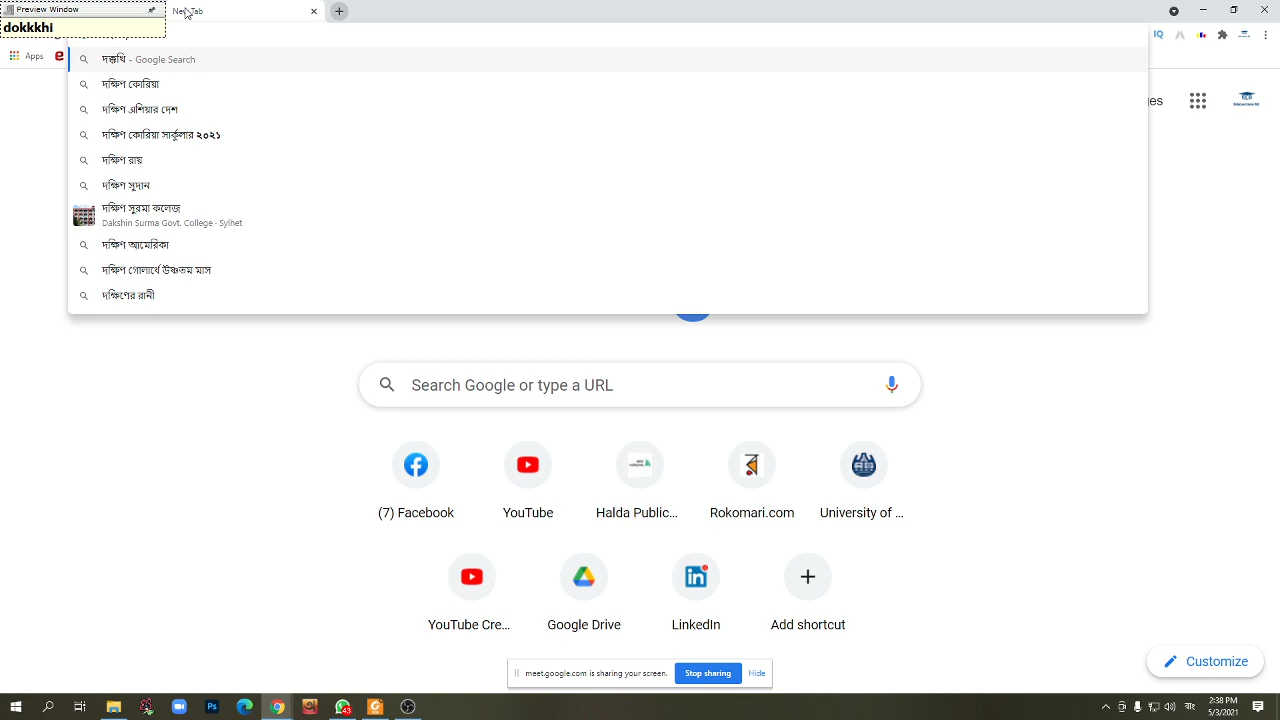 Preview Window
New Tab
dokkkhi
Apps
দক্কখি - Google Search
দক্ষিণ কোরিয়া
দক্ষিণ এশিয়ার দেশ
দক্ষিণ কোরিয়া সার্কুলার ২০২১
দক্ষিণ রায়
দক্ষিণ সুদান
দক্ষিণ সুরমা কলেজ
Dakshin Surma Govt. College - Sylhet
দক্ষিণ আমেরিকা
দক্ষিণ গোলার্ধে উষ্ণতম মাস
দক্ষিণের রানী
Search Google or type a URL
(7) Facebook
YouTube
Halda Public...
Rokomari.com
University of ...
YouTube Cre...
Google Drive
LinkedIn
Add shortcut
Customize
meet.google.com is sharing your screen.
Stop sharing
Hide
43
2:38 PM
5/3/2021